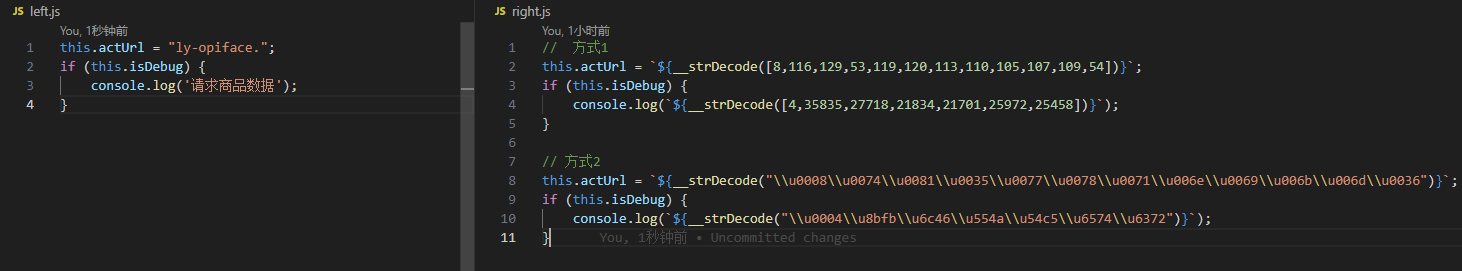 JS left.js
You, 1秒钟前
1 this.actUrl = "ly-opiface.";
2 if (this.isDebug) {
3 console.log('请求商品数据');
4 }
JS right.js
You, 1小时前
1 // 方式1
2 this.actUrl = `${__strDecode([8,116,129,53,119,120,113,110,105,107,109,54])}`;
3 if (this.isDebug) {
4 console.log(`${__strDecode([4,35835,27718,21834,21701,25972,25458])}`);
5 }
6
7 // 方式2
8 this.actUrl = `${__strDecode("\\u0008\\u0074\\u0081\\u0035\\u0077\\u0078\\u0071\\u006e\\u0069\\u006b\\u006d\\u0036")}`;
9 if (this.isDebug) {
10 console.log(`${__strDecode("\\u0004\\u8bfb\\u6c46\\u554a\\u54c5\\u6574\\u6372")}`);
11 } You, 1秒钟前 • Uncommitted changes